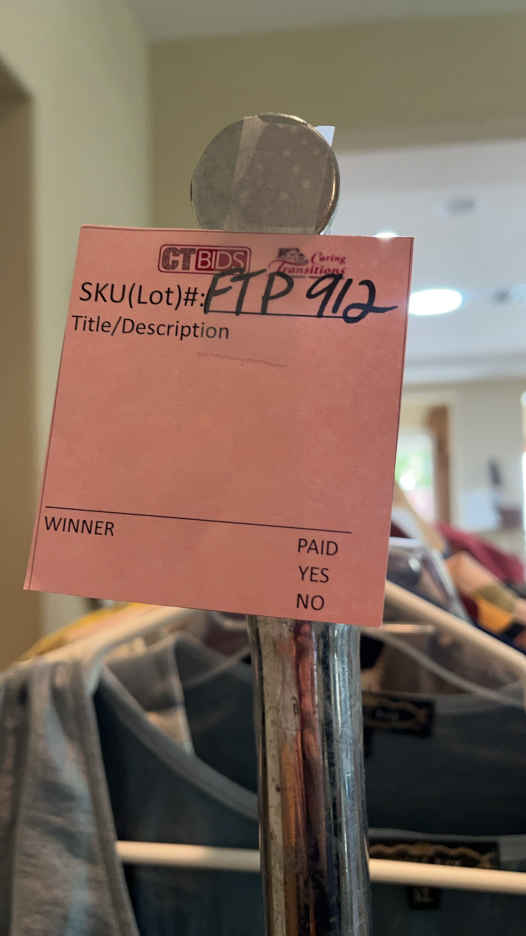 CTBIDS Caring Transitions
SKU(Lot)#: FTP 912
Title/Description
WINNER
PAID
YES
NO